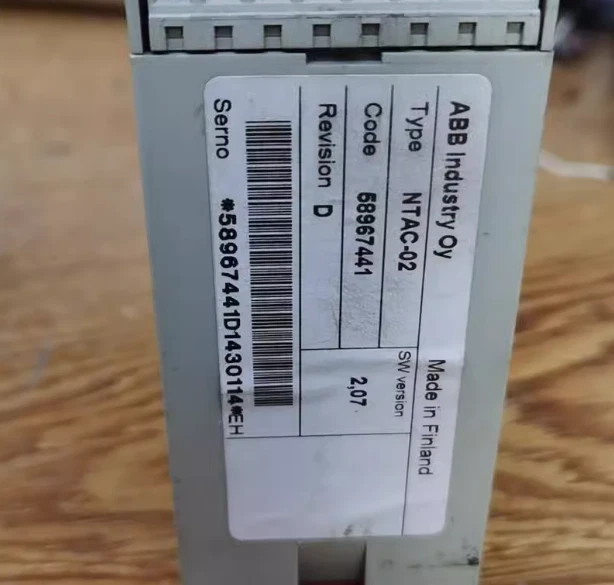 ABB Industry Oy Made in Finland
Type NTAC-02
SW version
Code 58967441
2,07
Revision D
Serno *58967441D1430114*EH